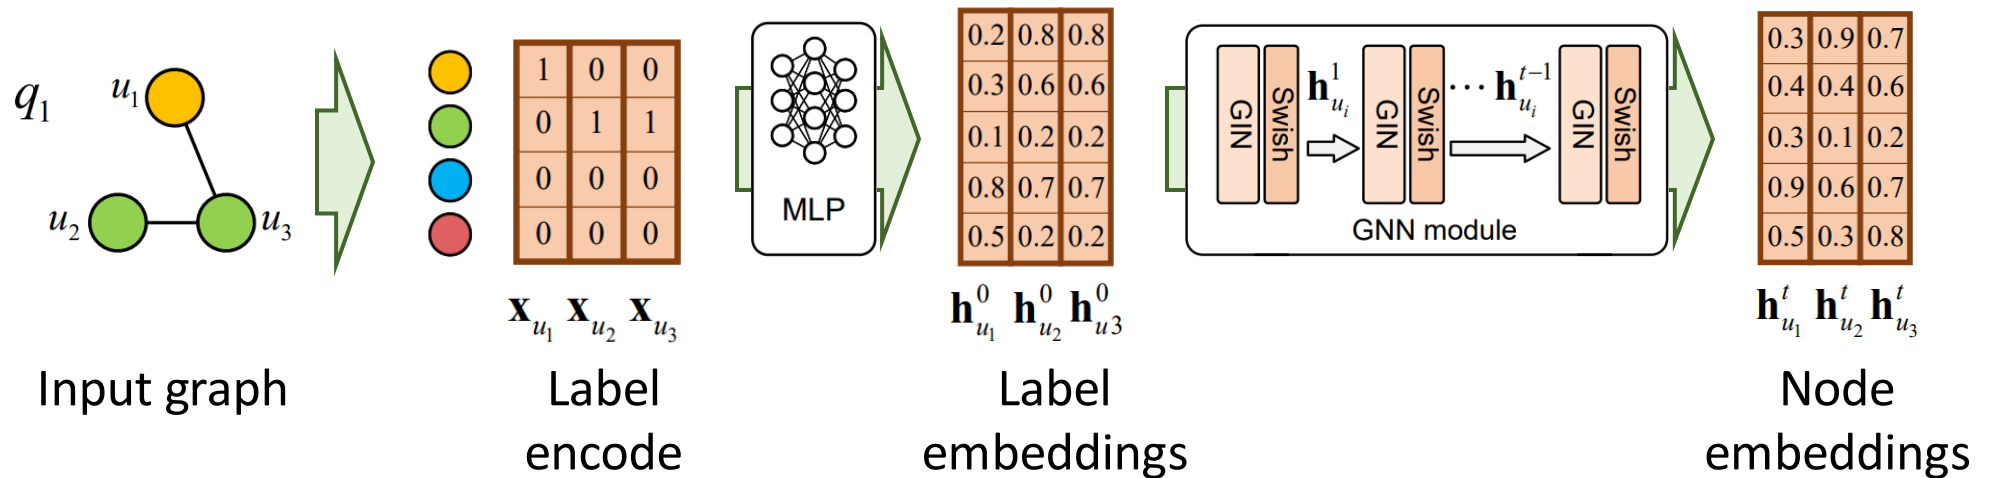 q1
u1
u2
u3
1 0 0
0 1 1
0 0 0
0 0 0
xu1 xu2 xu3
MLP
0.2 0.8 0.8
0.3 0.6 0.6
0.1 0.2 0.2
0.8 0.7 0.7
0.5 0.2 0.2
h0u1 h0u2 h0u3
GIN
Swish
h1ui
GIN
Swish
··· ht−1ui
GIN
Swish
GNN module
0.3 0.9 0.7
0.4 0.4 0.6
0.3 0.1 0.2
0.9 0.6 0.7
0.5 0.3 0.8
htu1 htu2 htu3
Input graph
Label
encode
Label
embeddings
Node
embeddings